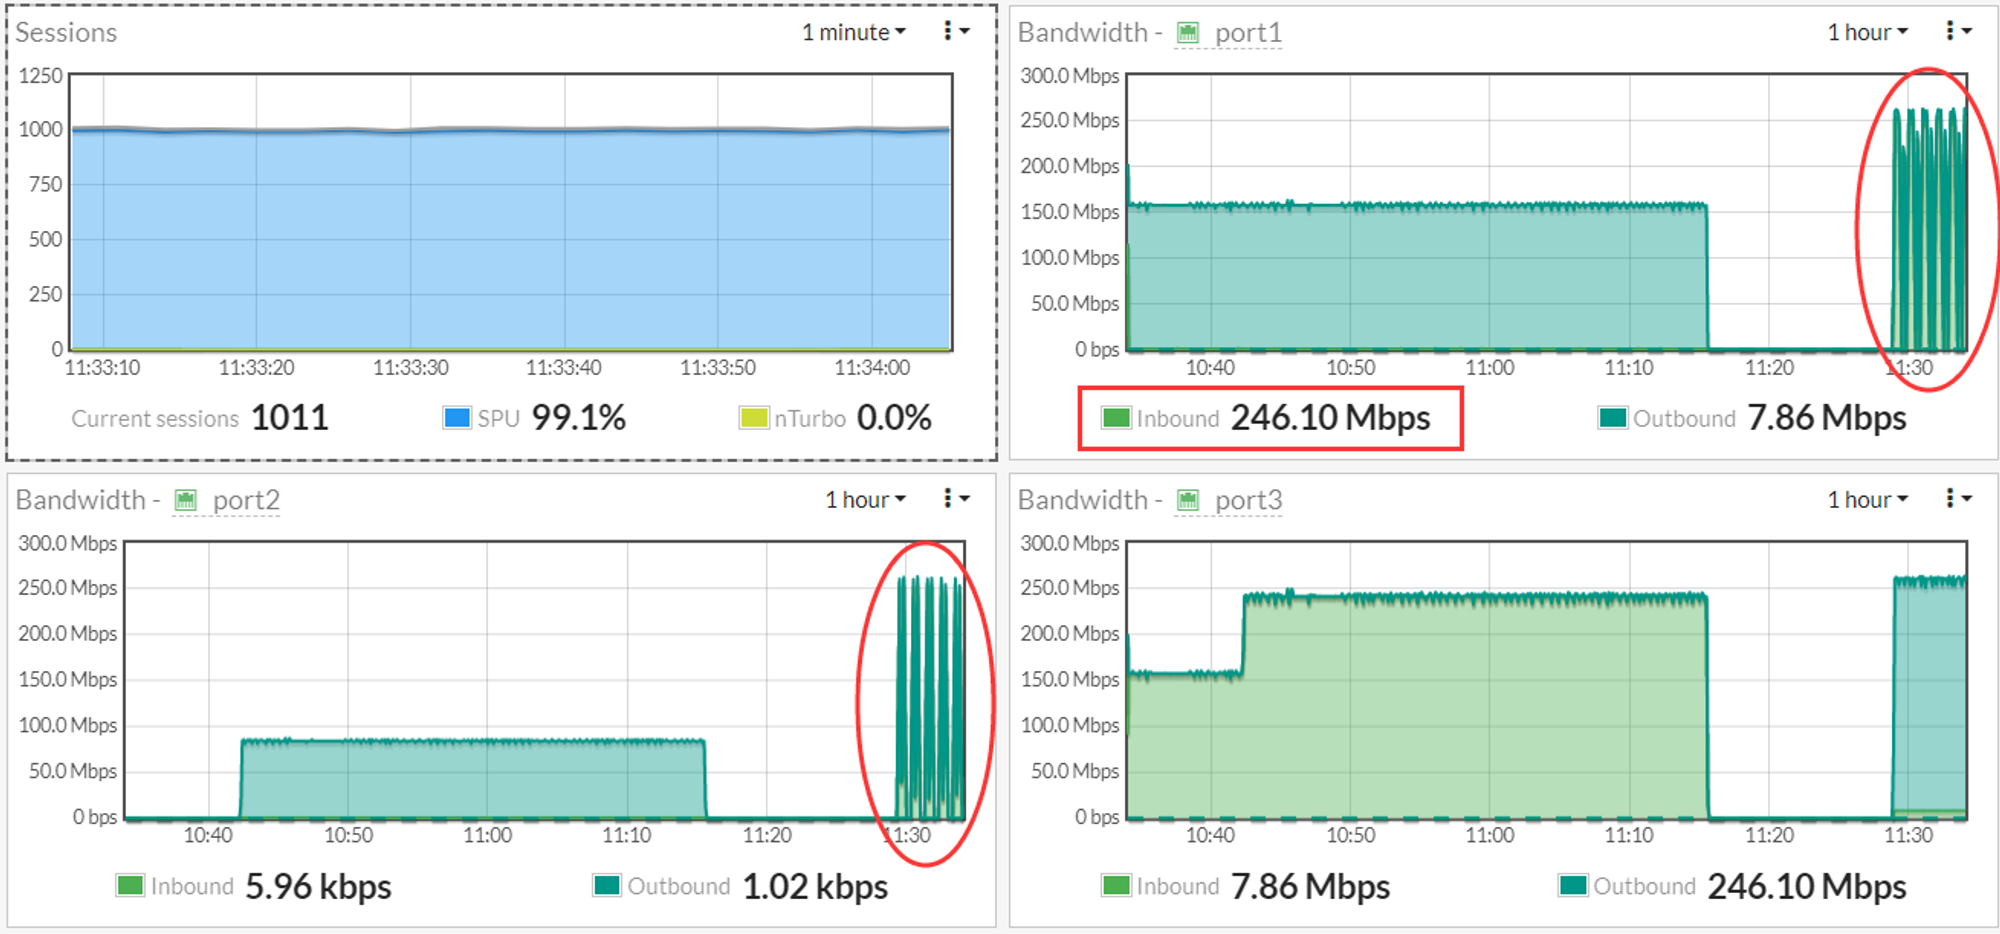 Sessions
1 minute
1250
1000
750
500
250
0
11:33:10 11:33:20 11:33:30 11:33:40 11:33:50 11:34:00
Current sessions 1011 SPU 99.1% nTurbo 0.0%
Bandwidth - port1
1 hour
300.0 Mbps
250.0 Mbps
200.0 Mbps
150.0 Mbps
100.0 Mbps
50.0 Mbps
0 bps
10:40 10:50 11:00 11:10 11:20 11:30
Inbound 246.10 Mbps Outbound 7.86 Mbps
Bandwidth - port2
1 hour
300.0 Mbps
250.0 Mbps
200.0 Mbps
150.0 Mbps
100.0 Mbps
50.0 Mbps
0 bps
10:40 10:50 11:00 11:10 11:20 11:30
Inbound 5.96 kbps Outbound 1.02 kbps
Bandwidth - port3
1 hour
300.0 Mbps
250.0 Mbps
200.0 Mbps
150.0 Mbps
100.0 Mbps
50.0 Mbps
0 bps
10:40 10:50 11:00 11:10 11:20 11:30
Inbound 7.86 Mbps Outbound 246.10 Mbps